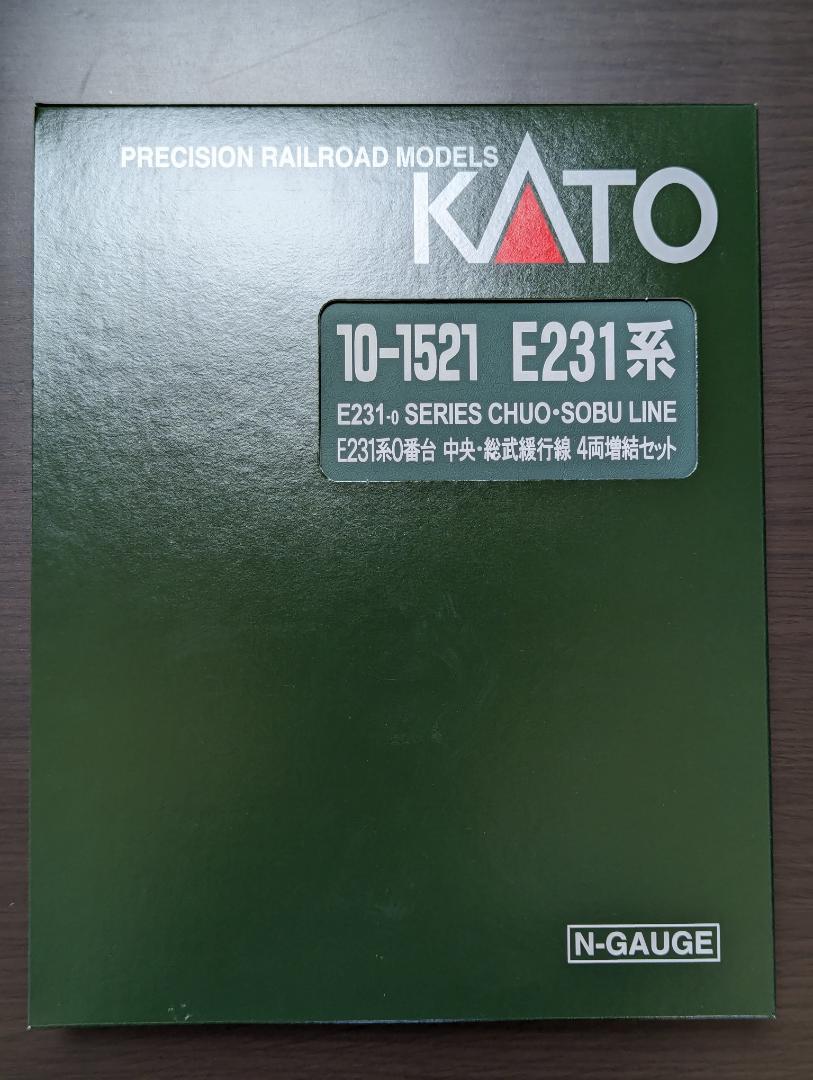 PRECISION RAILROAD MODELS
KATO
10-1521 E231系
E231-0 SERIES CHUO•SOBU LINE
E231系0番台 中央・総武緩行線 4両増結セット
N-GAUGE